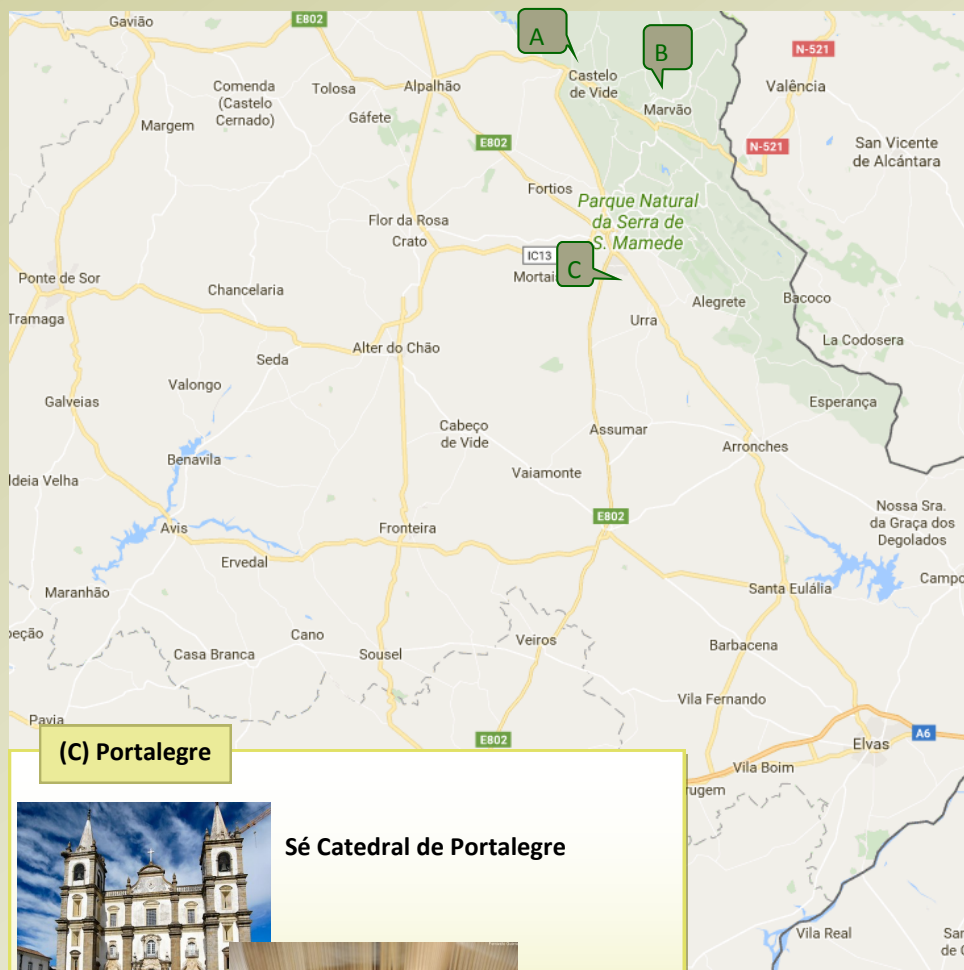 Gavião
E802
A
B
N-521
Castelo
de Vide
Valência
Comenda
(Castelo
Cernado)
Tolosa
Alpalhão
Marvão
Gáfete
Margem
E802
N-521
San Vicente
de Alcántara
Fortios
Parque Natural
da Serra de
S. Mamede
Flor da Rosa
Crato
IC13
C
Ponte de Sor
Chancelaria
Alegrete
Bacoco
Tramaga
Urra
La Codosera
Alter do Chão
Seda
Valongo
Galveias
Esperança
Cabeço
de Vide
Assumar
Arronches
Benavila
Vaiamonte
ldeia Velha
E802
Nossa Sra.
da Graça dos
Degolados
Avis
Fronteira
Ervedal
Campo
Maranhão
Santa Eulália
peção
Cano
Veiros
Casa Branca
Sousel
Barbacena
Vila Fernando
Pavia
E802
A6
Elvas
(C) Portalegre
Vila Boim
rugem
Sé Catedral de Portalegre
Vila Real